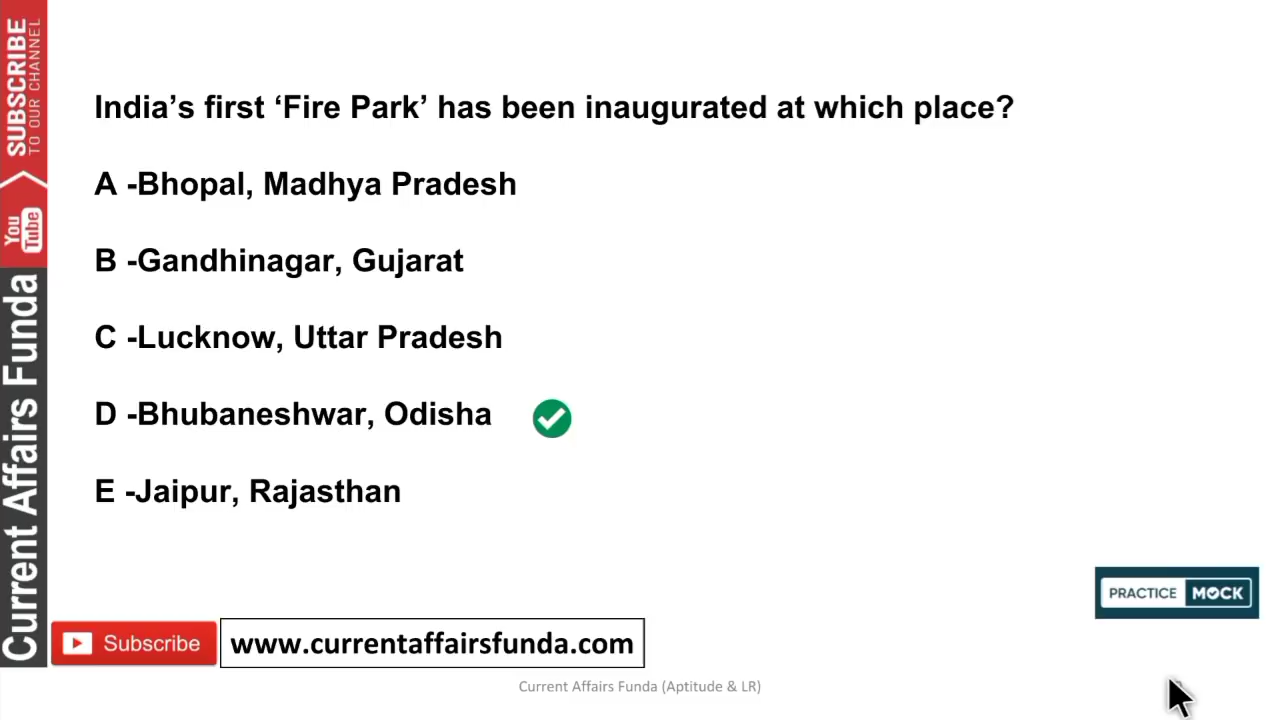 India’s first ‘Fire Park’ has been inaugurated at which place?
A -Bhopal, Madhya Pradesh
B -Gandhinagar, Gujarat
C -Lucknow, Uttar Pradesh
D -Bhubaneshwar, Odisha
E -Jaipur, Rajasthan
SUBSCRIBE
TO OUR CHANNEL
You
Tube
Current Affairs Funda
PRACTICE MOCK
Subscribe
www.currentaffairsfunda.com
Current Affairs Funda (Aptitude & LR)